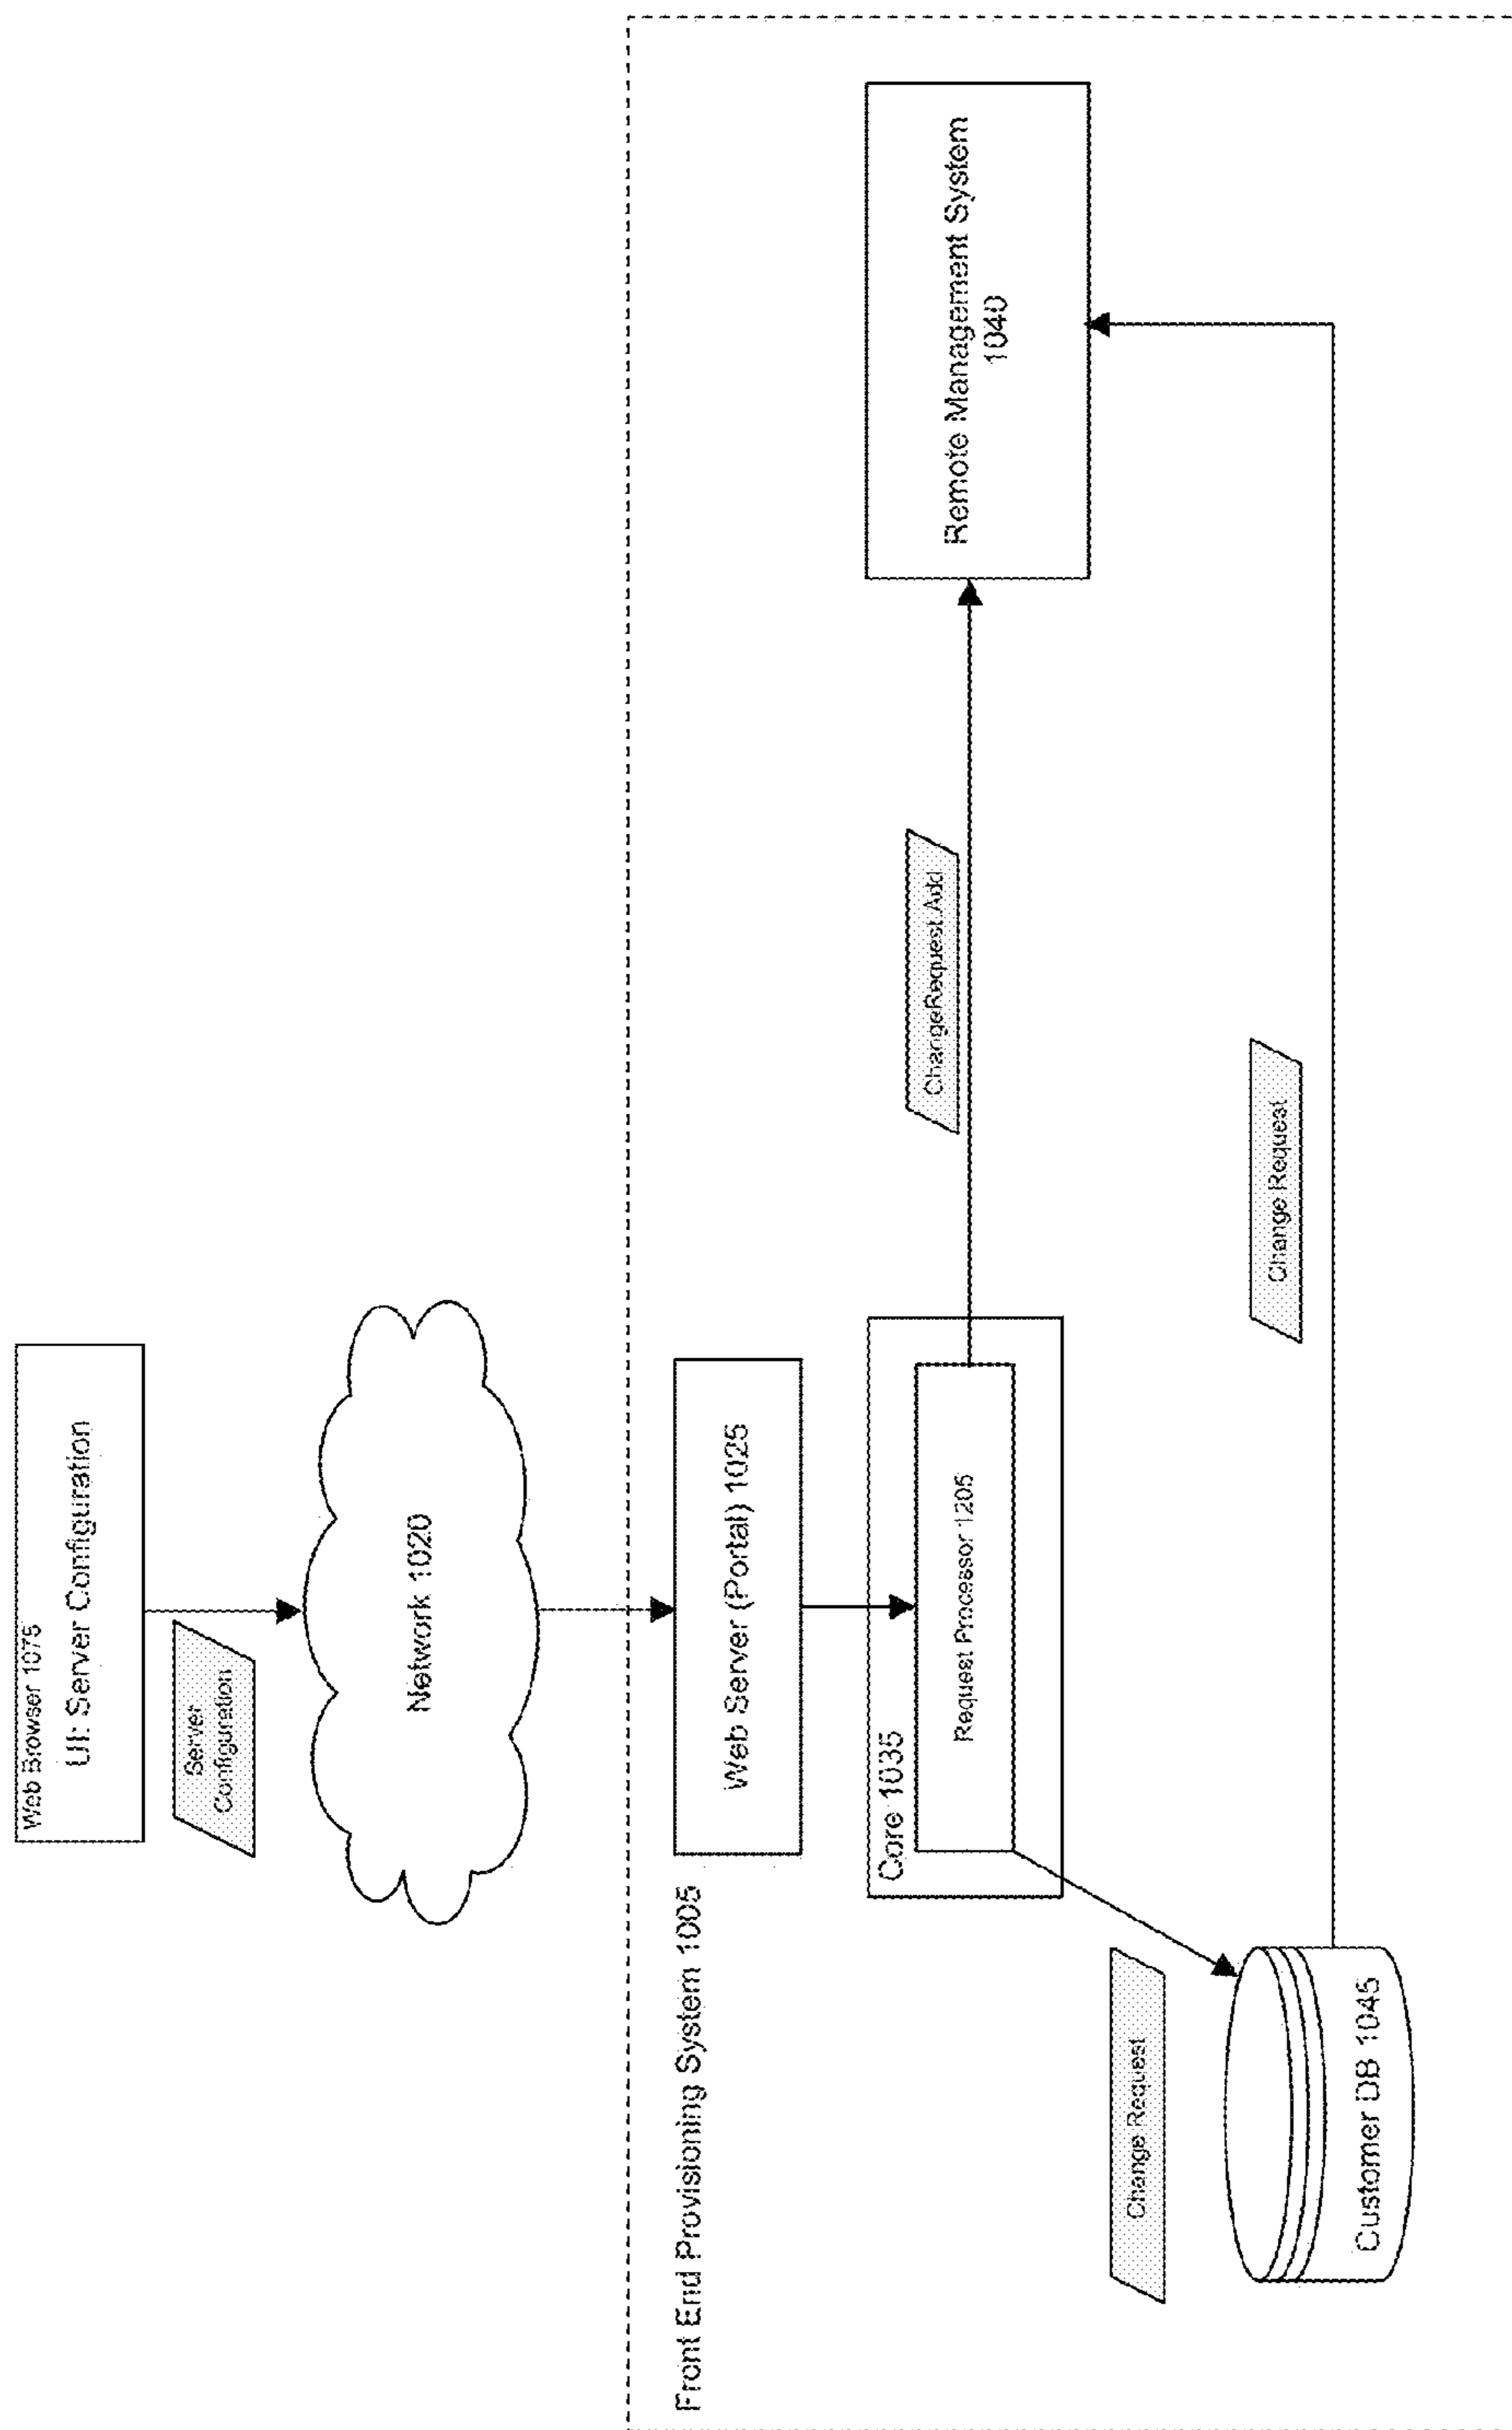 Web Browser 1075
UI: Server Configuration
Server
Configuration
Network 1020
Front End Provisioning System 1005
Web Server (Portal) 1025
Core 1035
Request Processor 1205
ChangeRequest.Add
Remote Management System
1040
Change Request
Change Request
Customer DB 1045